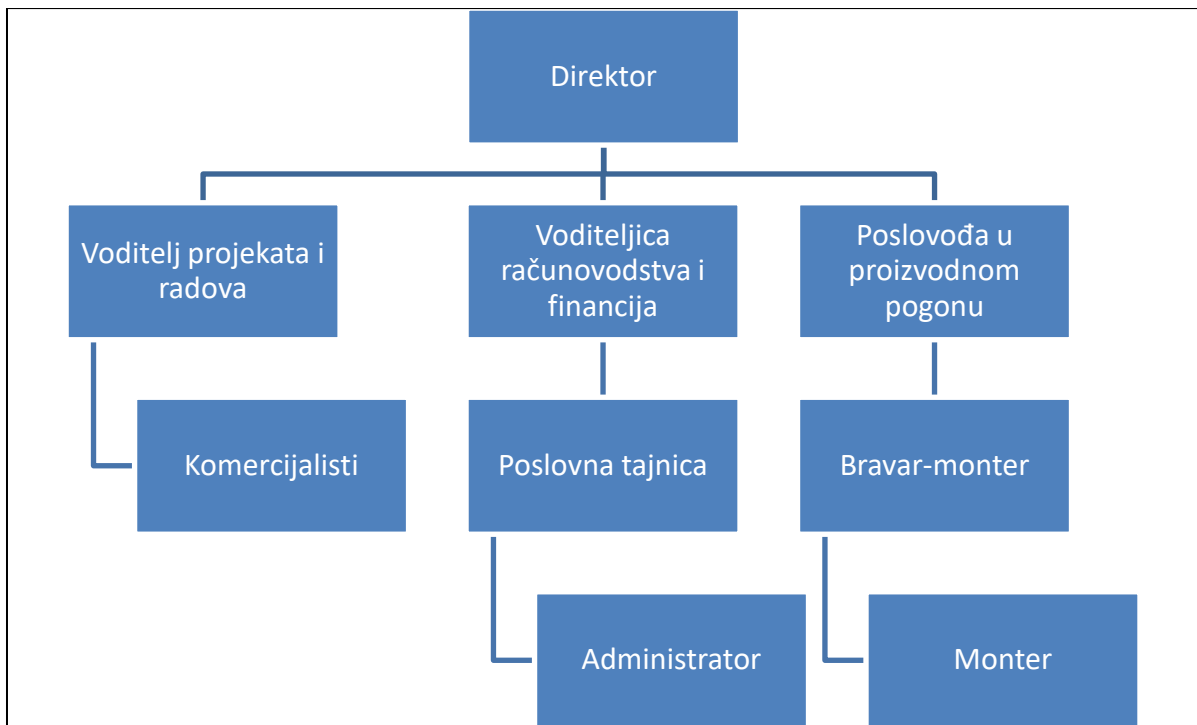 Direktor
Voditelj projekata i
radova
Voditeljica
računovodstva i
financija
Poslovođa u
proizvodnom
pogonu
Komercijalisti
Poslovna tajnica
Bravar-monter
Administrator
Monter